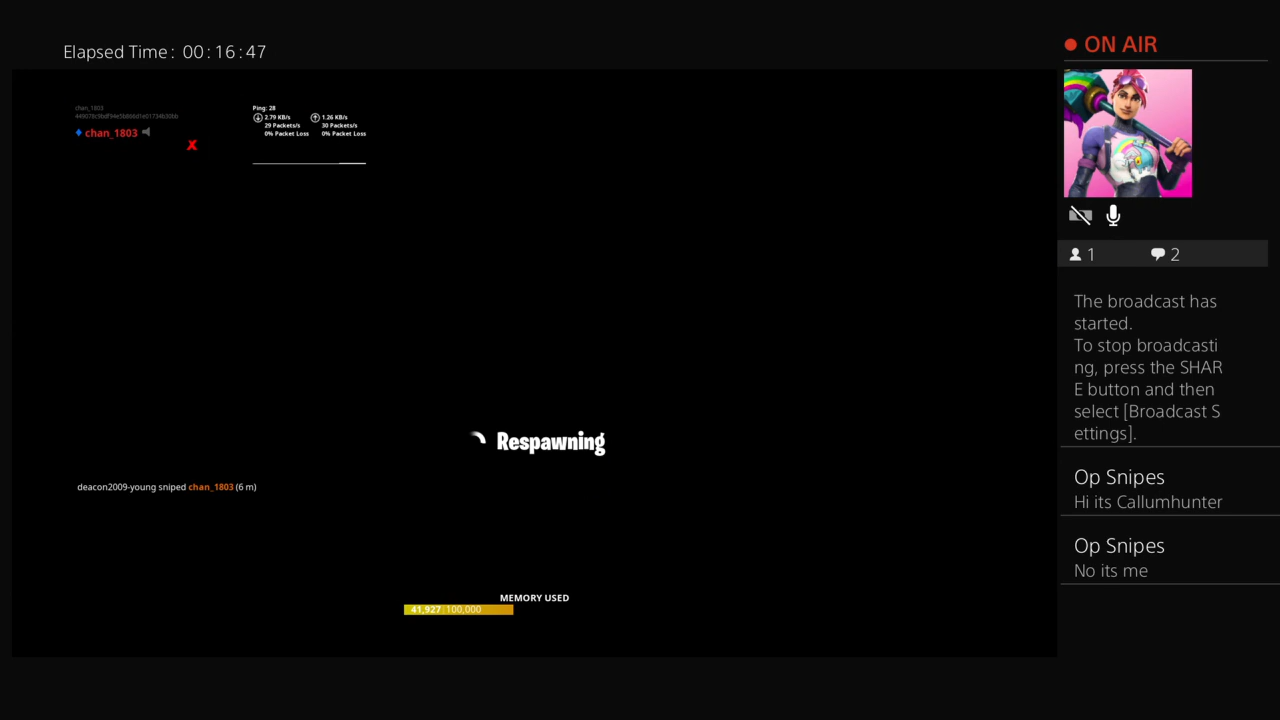 Elapsed Time: 00:16:47
ON AIR
chan_1803
chan_1803
X
Ping: 28
2.79 KB/s
1.26 KB/s
29 Packets/s
30 Packets/s
0% Packet Loss
0% Packet Loss
1
2
The broadcast has
started.
To stop broadcasti
ng, press the SHAR
E button and then
select [Broadcast S
ettings].
Respawning
Op Snipes
Hi its Callumhunter
deacon2009-young sniped chan_1803 (6 m)
Op Snipes
No its me
MEMORY USED
41,927 100,000